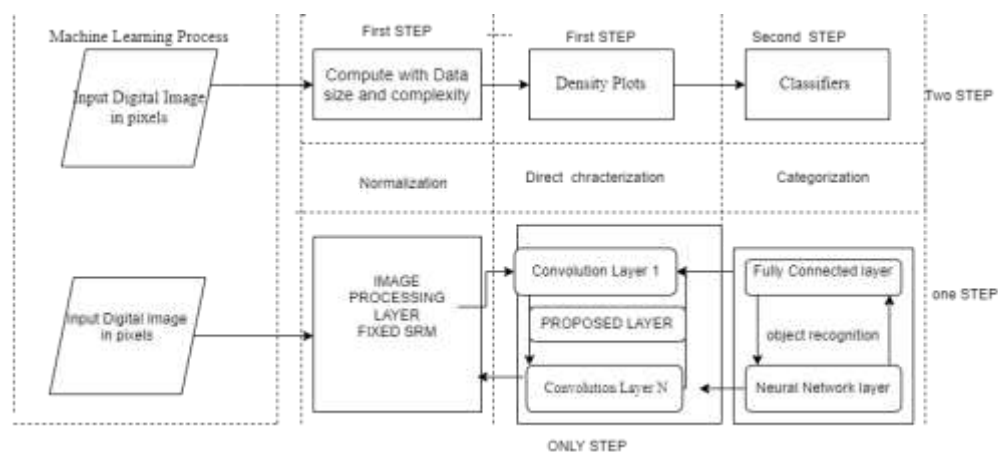 Machine Learning Process
First STEP
First STEP
Second STEP
Input Digital Image
in pixels
Compute with Data
size and complexity
Density Plots
Classifiers
Two STEP
Normalization
Direct chracterization
Categorization
Input Digital Image
in pixels
IMAGE
PROCESSING
LAYER
FIXED SRM
Convolution Layer 1
PROPOSED LAYER
Convolution Layer N
Fully Connected layer
object recognition
Neural Network layer
one STEP
ONLY STEP